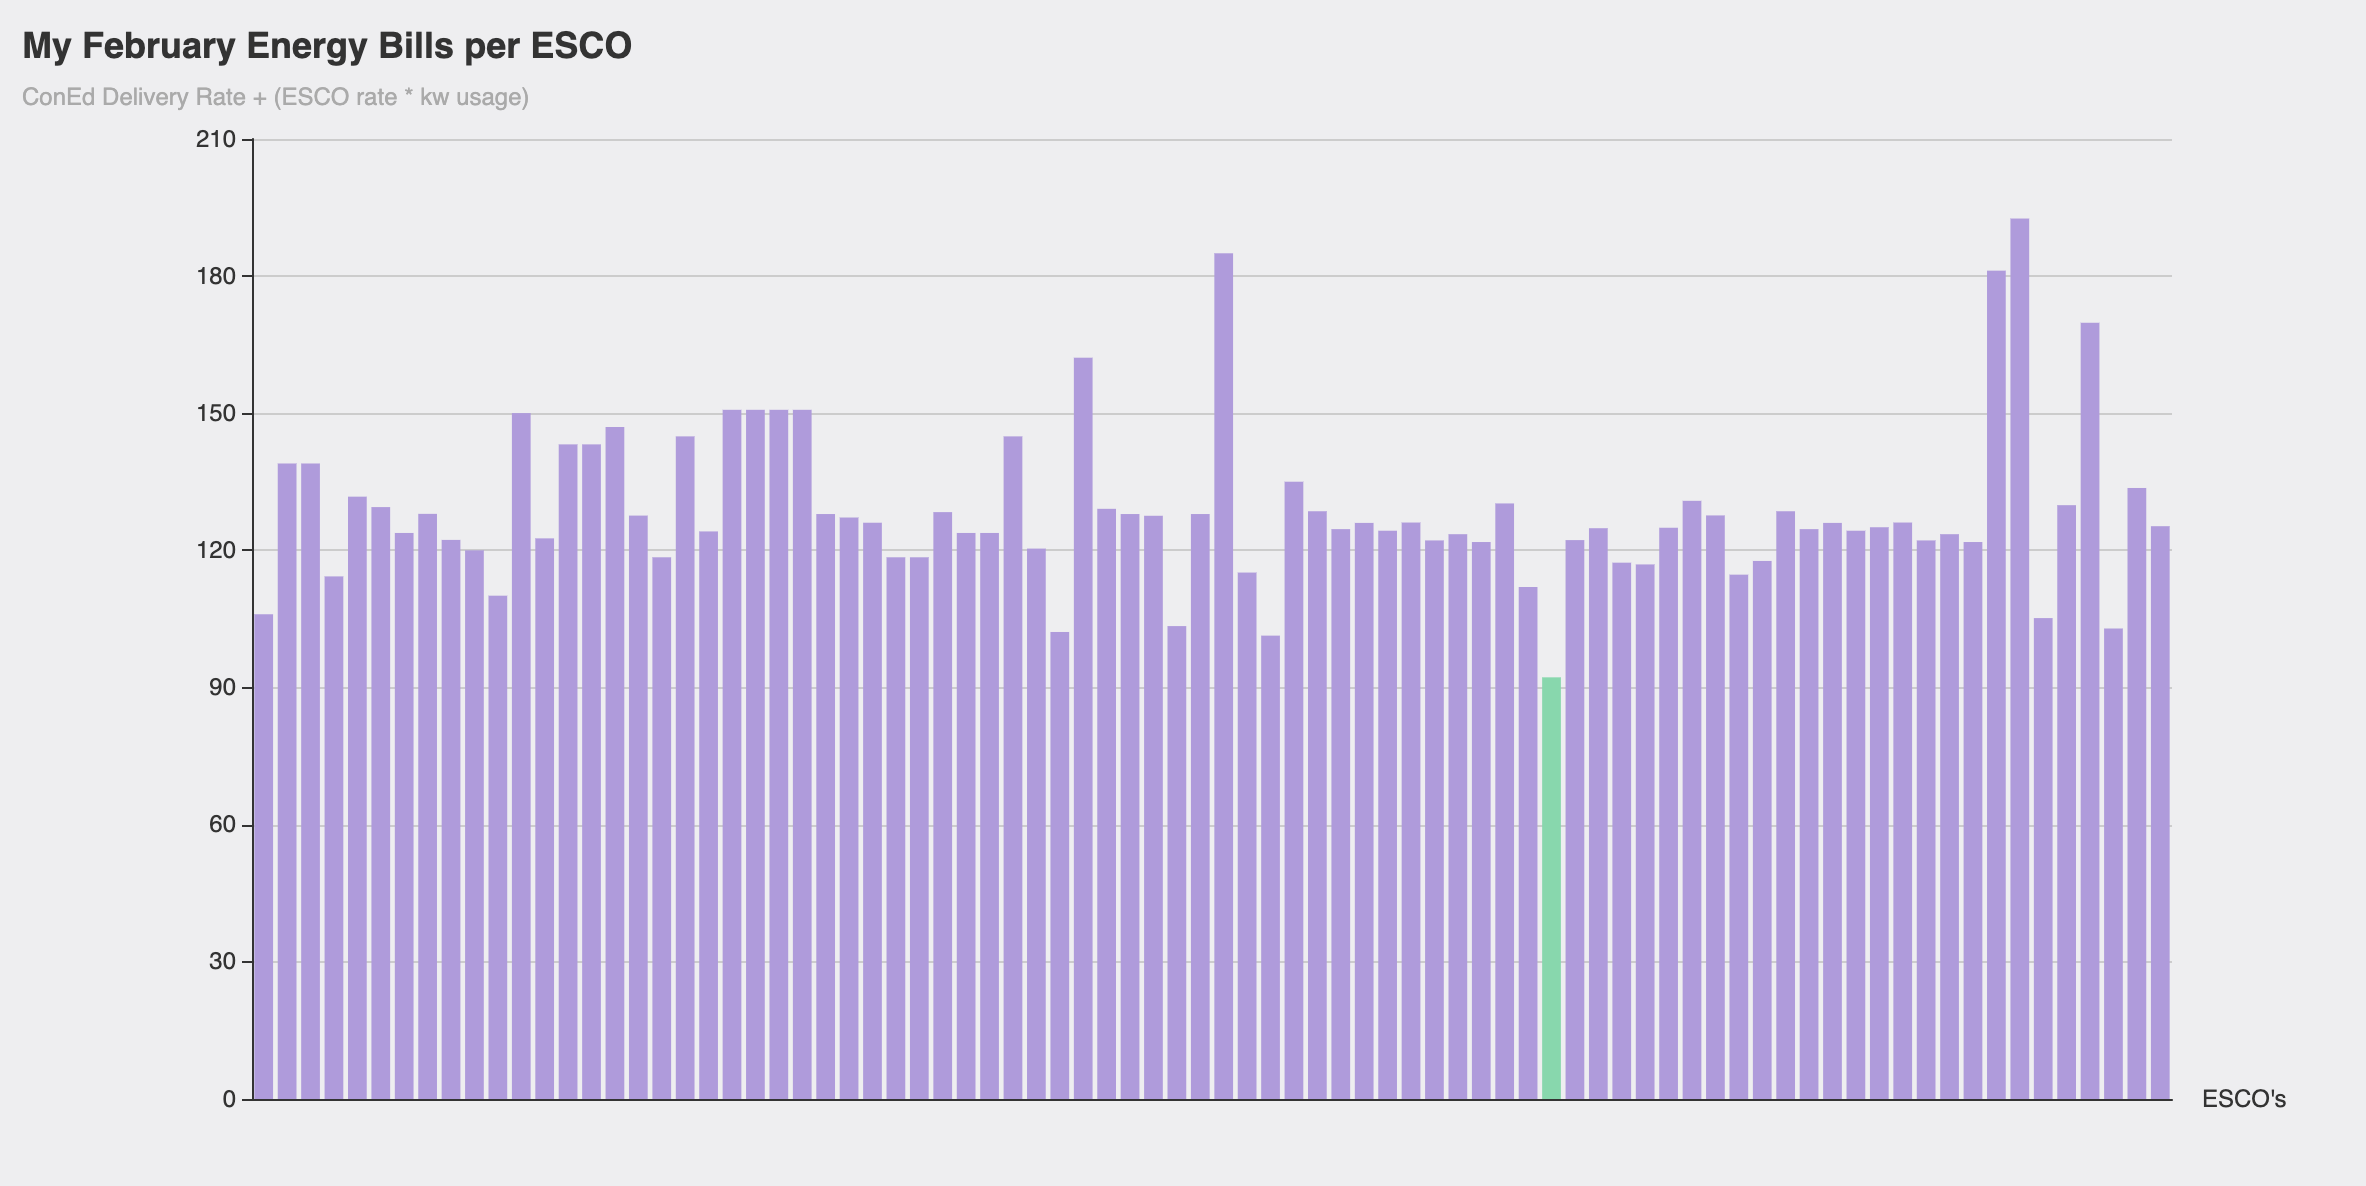 My February Energy Bills per ESCO
ConEd Delivery Rate + (ESCO rate * kw usage)
210
180
150
120
90
60
30
0
ESCO's